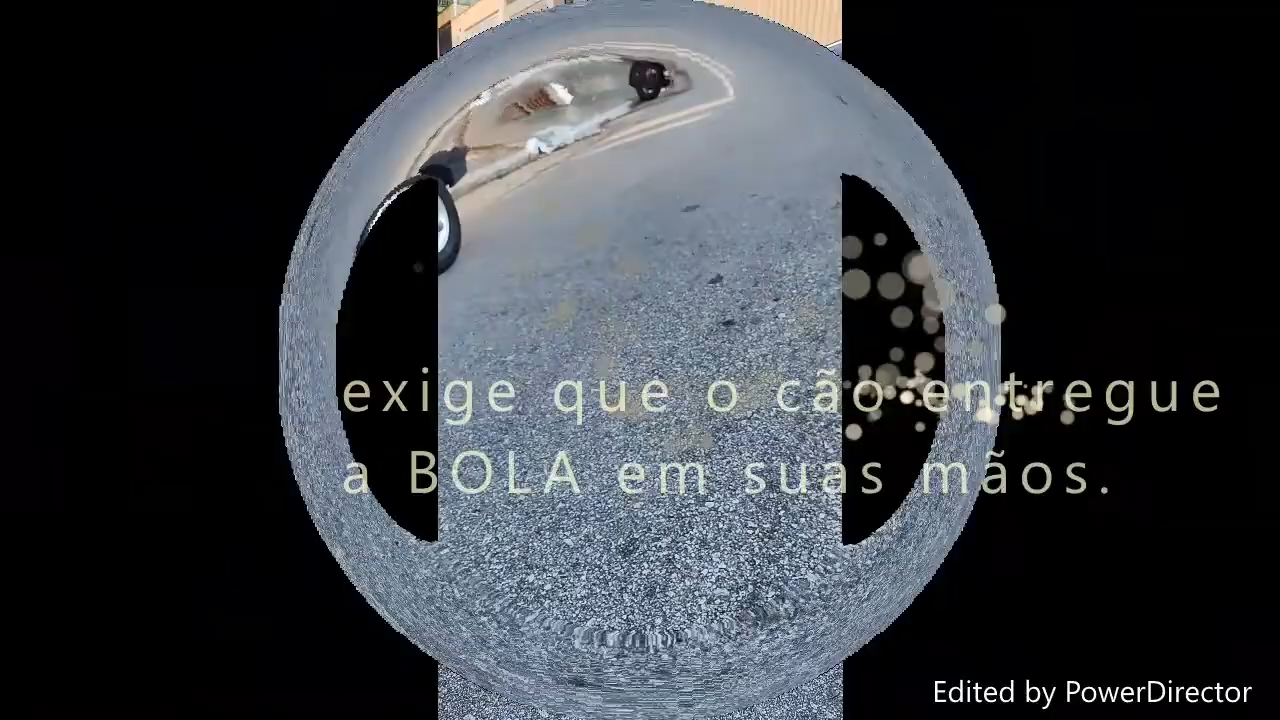 exige que o cão entregue
a BOLA em suas mãos.
Edited by PowerDirector